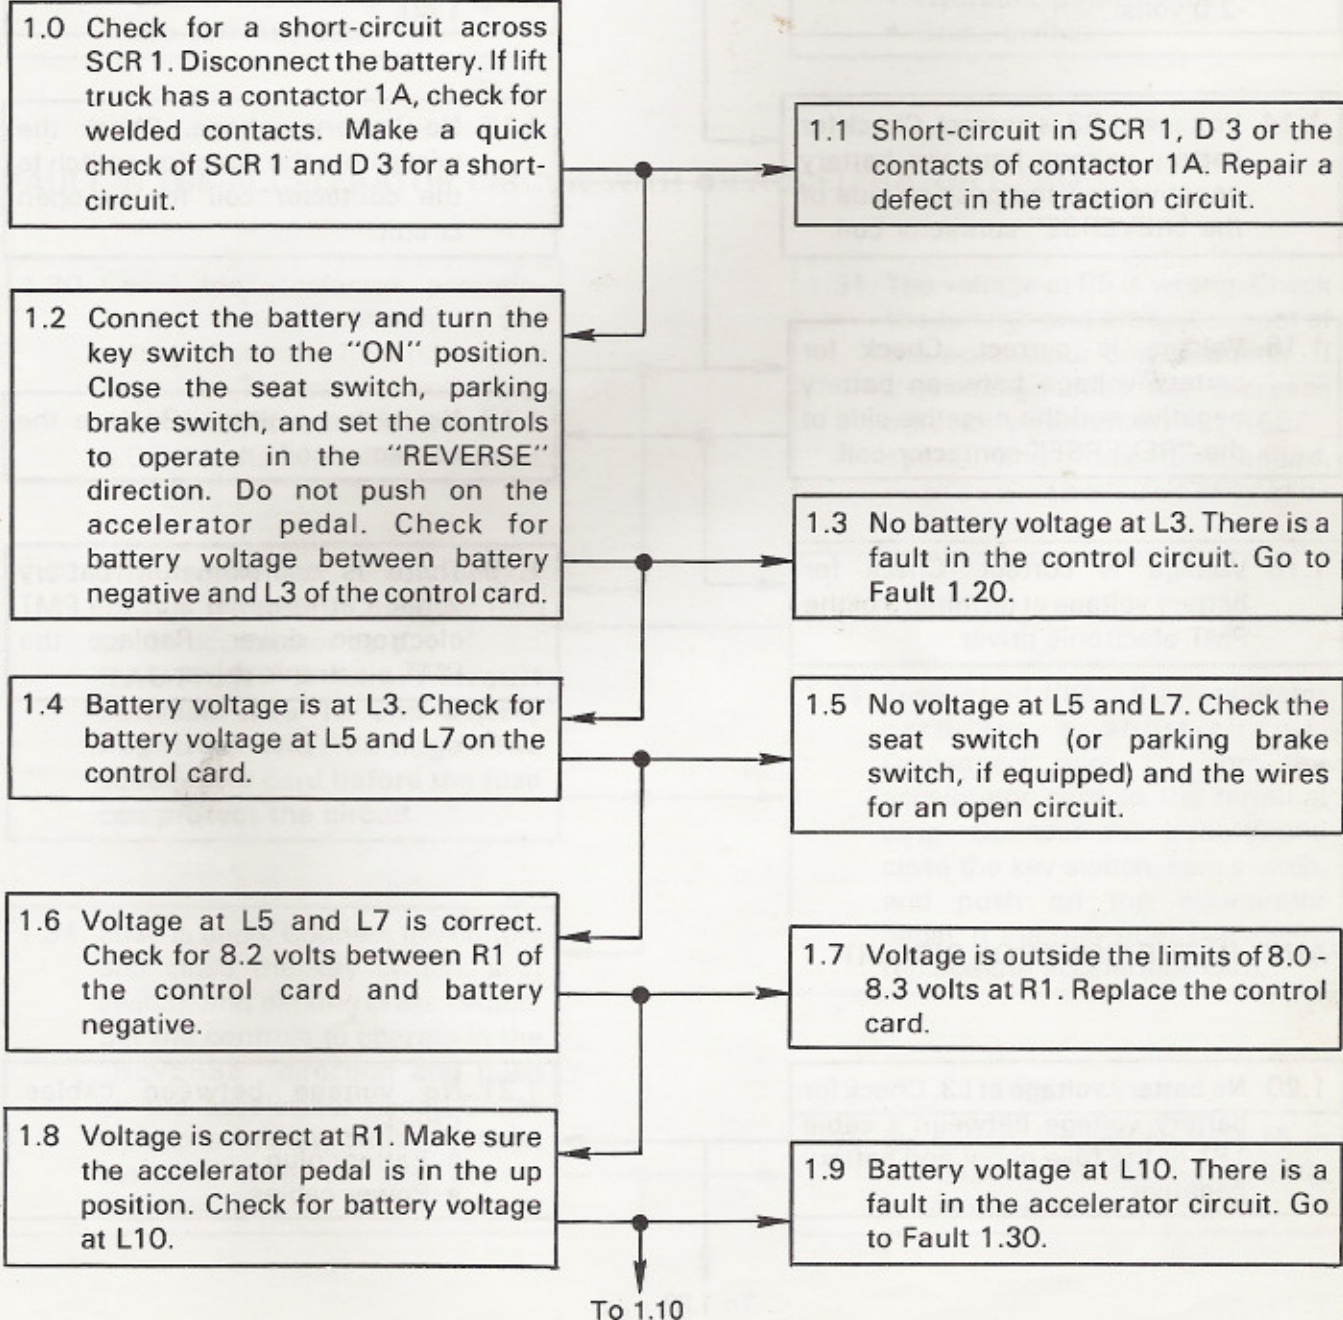 1.0 Check for a short-circuit across
SCR 1. Disconnect the battery. If lift
truck has a contactor 1A, check for
welded contacts. Make a quick
check of SCR 1 and D 3 for a short-
circuit.
1.1 Short-circuit in SCR 1, D 3 or the
contacts of contactor 1A. Repair a
defect in the traction circuit.
1.2 Connect the battery and turn the
key switch to the "ON" position.
Close the seat switch, parking
brake switch, and set the controls
to operate in the "REVERSE"
direction. Do not push on the
accelerator pedal. Check for
battery voltage between battery
negative and L3 of the control card.
1.3 No battery voltage at L3. There is a
fault in the control circuit. Go to
Fault 1.20.
1.4 Battery voltage is at L3. Check for
battery voltage at L5 and L7 on the
control card.
1.5 No voltage at L5 and L7. Check the
seat switch (or parking brake
switch, if equipped) and the wires
for an open circuit.
1.6 Voltage at L5 and L7 is correct.
Check for 8.2 volts between R1 of
the control card and battery
negative.
1.7 Voltage is outside the limits of 8.0 -
8.3 volts at R1. Replace the control
card.
1.8 Voltage is correct at R1. Make sure
the accelerator pedal is in the up
position. Check for battery voltage
at L10.
1.9 Battery voltage at L10. There is a
fault in the accelerator circuit. Go
to Fault 1.30.
To 1.10